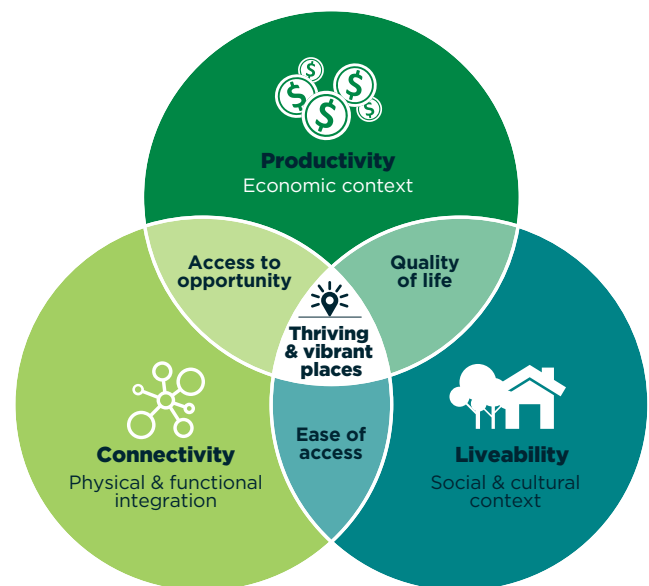 Productivity
Economic context
Access to
opportunity
Quality
of life
Thriving
& vibrant
places
Connectivity
Physical & functional
integration
Ease of
access
Liveability
Social & cultural
context